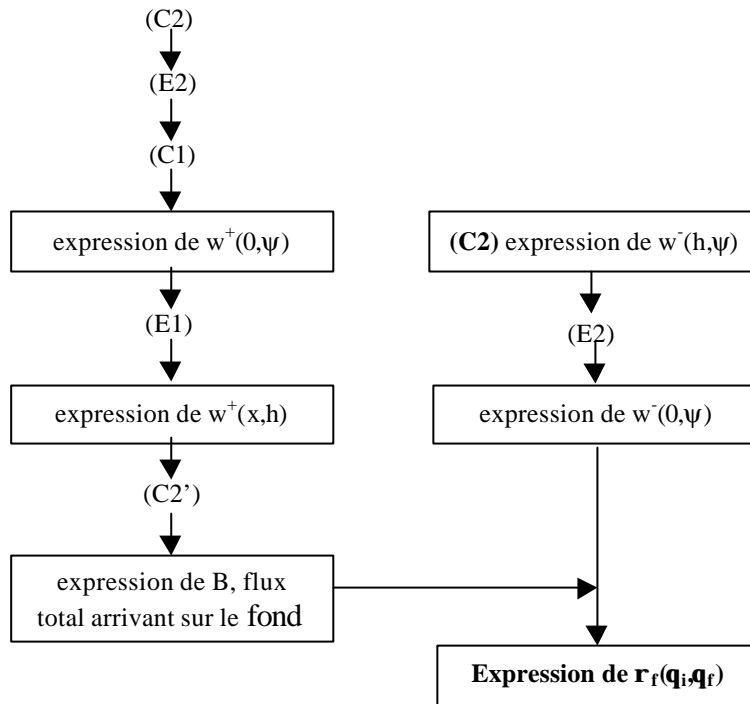 (C2)
(E2)
(C1)
expression de w⁺(0,ψ)
(E1)
expression de w⁺(x,h)
(C2’)
expression de B, flux
total arrivant sur le fond
(C2) expression de w⁻(h,ψ)
(E2)
expression de w⁻(0,ψ)
Expression de r_f(q_i,q_f)